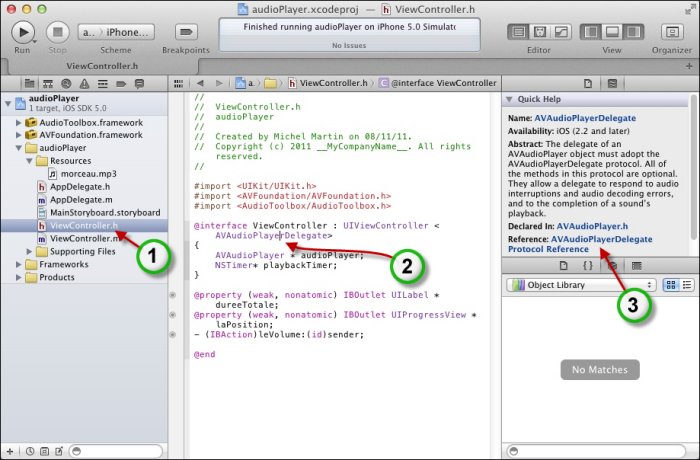 audioPlayer.xcodeproj — ViewController.h
Run
Stop
a.. iPhone...
Scheme
Breakpoints
Finished running audioPlayer on iPhone 5.0 Simulato
No Issues
Editor
View
Organizer
ViewController.h
audioPlayer
1 target, iOS SDK 5.0
AudioToolbox.framework
AVFoundation.framework
audioPlayer
Resources
morceau.mp3
AppDelegate.h
AppDelegate.m
MainStoryboard.storyboard
ViewController.h
ViewController.m
Supporting Files
Frameworks
Products
1
a. ViewController.h @interface ViewController
//
// ViewController.h
// audioPlayer
//
// Created by Michel Martin on 08/11/11.
// Copyright (c) 2011 __MyCompanyName__. All rights
reserved.
//
#import <UIKit/UIKit.h>
#import <AVFoundation/AVFoundation.h>
#import <AudioToolbox/AudioToolbox.h>
@interface ViewController : UIViewController <
AVAudioPlayerDelegate>
{
AVAudioPlayer * audioPlayer;
NSTimer* playbackTimer;
}
2
@property (weak, nonatomic) IBOutlet UILabel *
dureeTotale;
@property (weak, nonatomic) IBOutlet UIProgressView *
laPosition;
- (IBAction)leVolume:(id)sender;
@end
Quick Help
Name: AVAudioPlayerDelegate
Availability: iOS (2.2 and later)
Abstract: The delegate of an
AVAudioPlayer object must adopt the
AVAudioPlayerDelegate protocol. All of
the methods in this protocol are optional.
They allow a delegate to respond to audio
interruptions and audio decoding errors,
and to the completion of a sound's
playback.
Declared In: AVAudioPlayer.h
Reference: AVAudioPlayerDelegate
Protocol Reference
{}
Object Library
3
No Matches